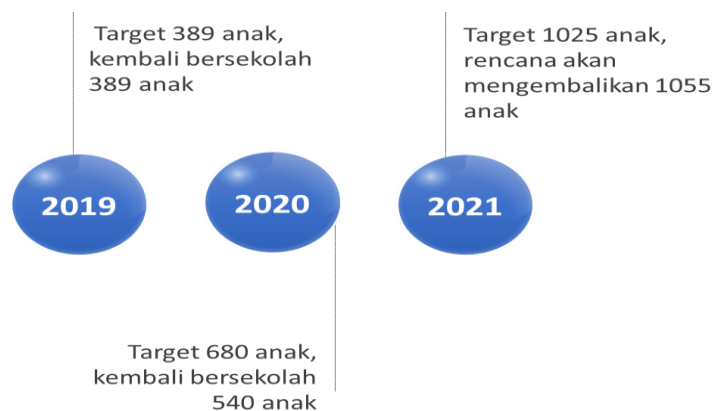 Target 389 anak,
kembali bersekolah
389 anak
Target 1025 anak,
rencana akan
mengembalikan 1055
anak
2019
2020
2021
Target 680 anak,
kembali bersekolah
540 anak